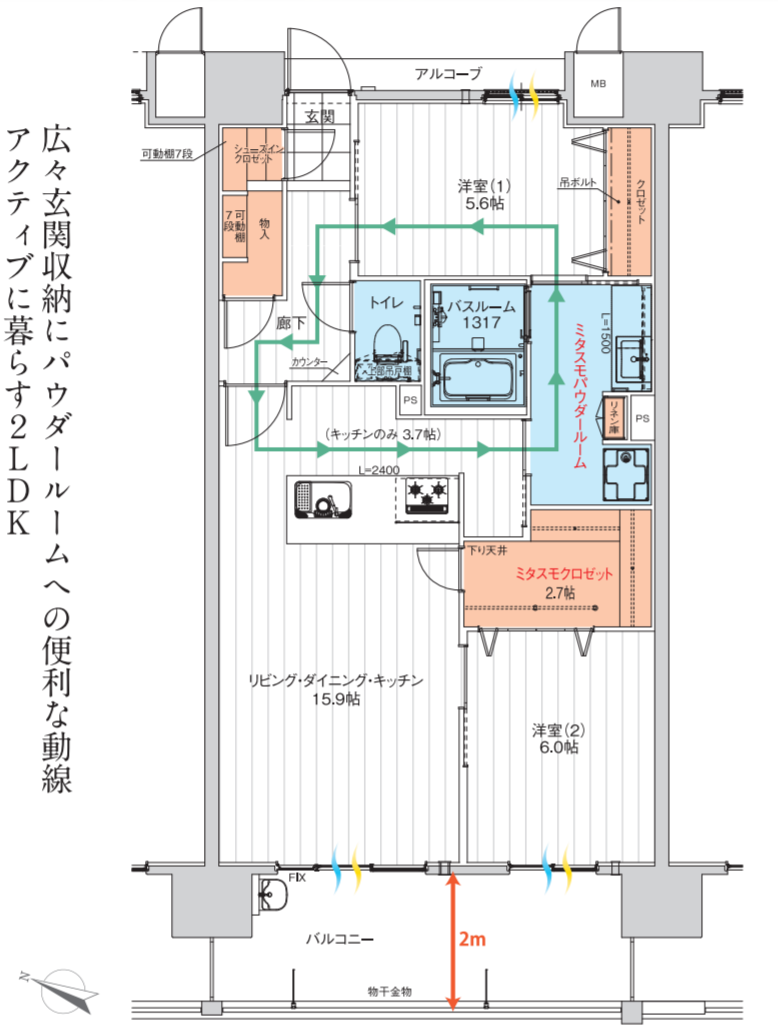 広々玄関収納にパウダールームへの便利な動線
アクティブに暮らす2LDK
アルコーブ
MB
玄関
可動棚7段
シューズイン
クロゼット
洋室(1)
5.6帖
吊ボルト
クロゼット
可動棚
7段
物入
トイレ
バスルーム
1317
L=1500
廊下
カウンター
上部吊戸棚
PS
ミタスモパウダールーム
リネン庫
PS
(キッチンのみ 3.7帖)
L=2400
下り天井
ミタスモクロゼット
2.7帖
リビング・ダイニング・キッチン
15.9帖
洋室(2)
6.0帖
FIX
バルコニー
2m
物干金物
N